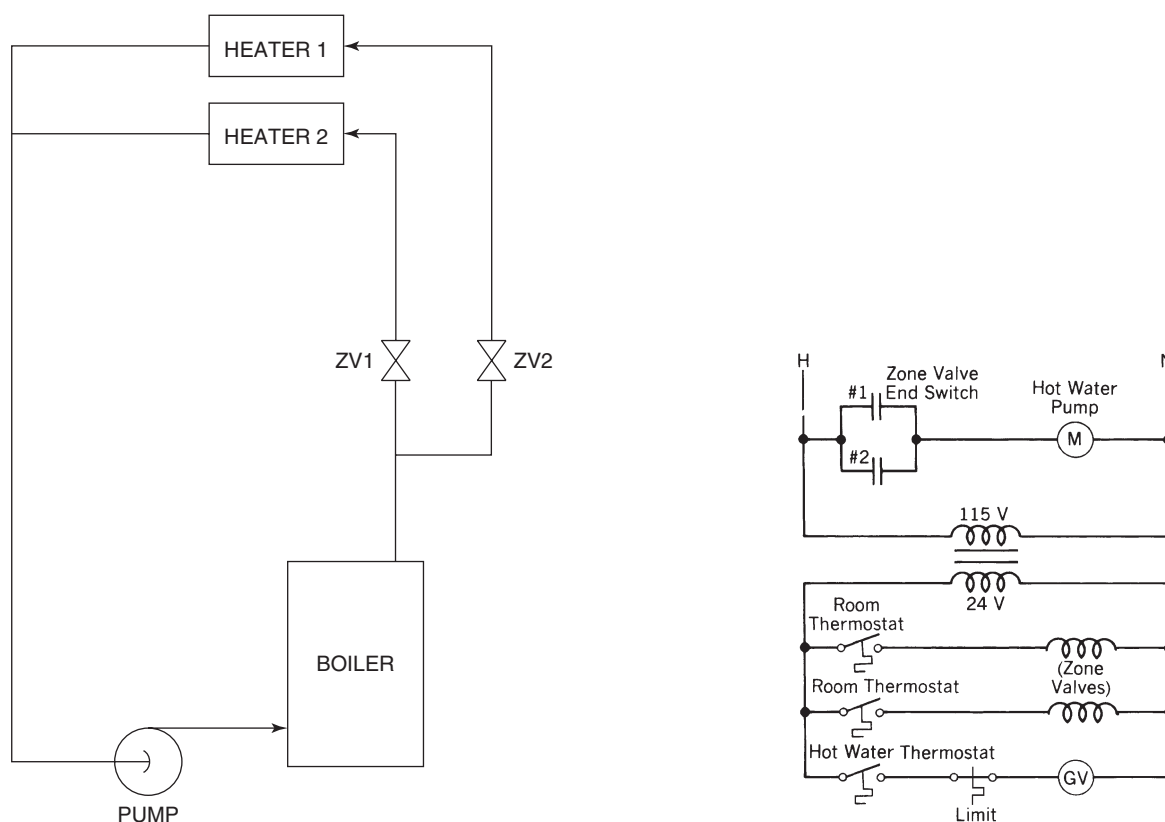 HEATER 1
HEATER 2
ZV1
ZV2
BOILER
PUMP
H
N
Zone Valve
End Switch
#1
#2
Hot Water
Pump
M
115 V
24 V
Room
Thermostat
(Zone
Valves)
Room Thermostat
Hot Water Thermostat
GV
Limit